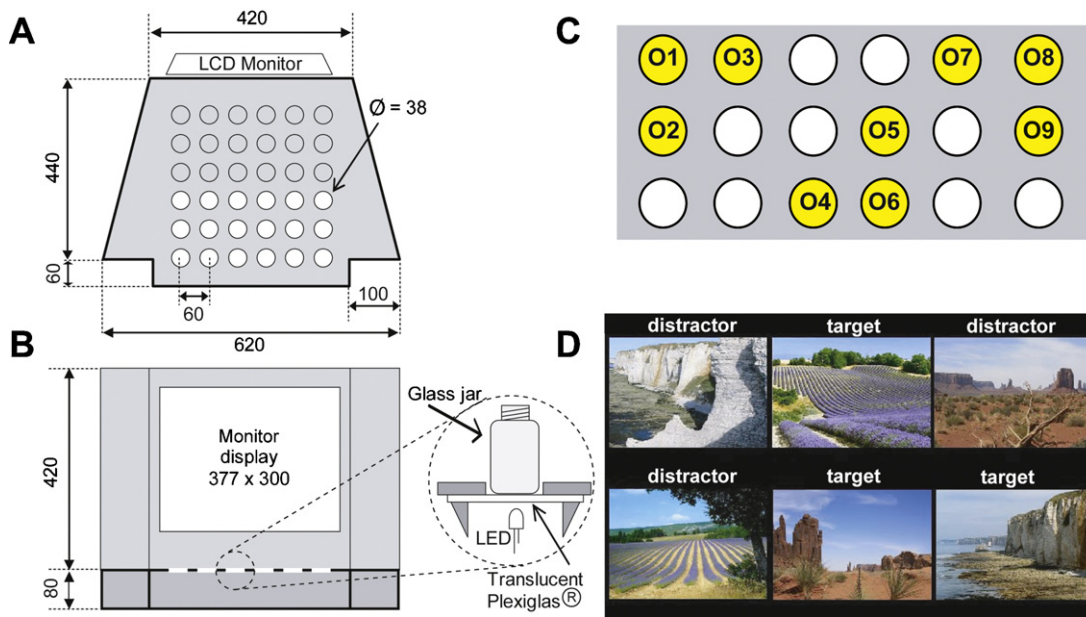 A
420
LCD Monitor
Ø = 38
440
60
60
100
620
B
Monitor
display
377 x 300
420
80
Glass jar
LED
Translucent
Plexiglas®
C
O1 O3 O7 O8
O2 O5 O9
O4 O6
D
distractor target distractor
distractor target target